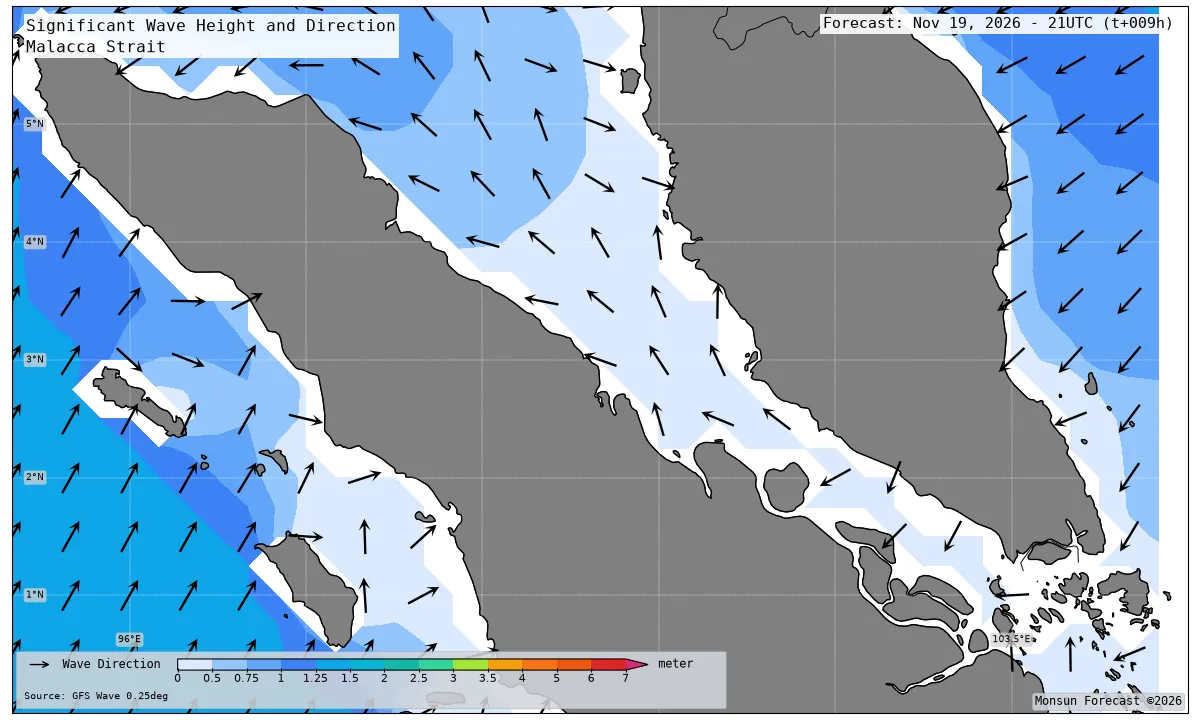 Significant Wave Height and Direction
Malacca Strait
Forecast: Nov 19, 2026 - 21UTC (t+009h)
5°N
4°N
3°N
2°N
1°N
96°E
103.5°E
Wave Direction
meter
0 0.5 0.75 1 1.25 1.5 2 2.5 3 3.5 4 5 6 7
Source: GFS Wave 0.25deg
Monsun Forecast ©2026